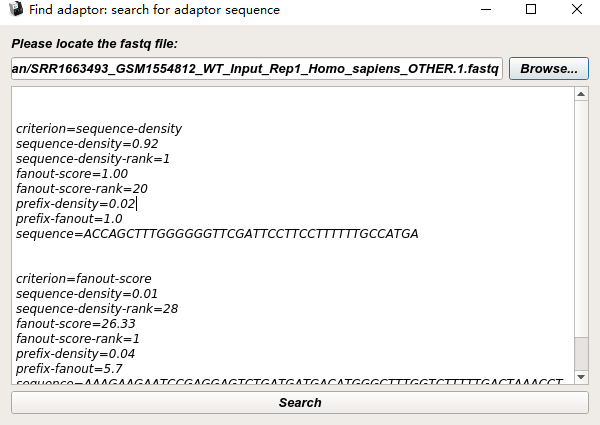 Find adaptor: search for adaptor sequence
Please locate the fastq file:
an/SRR1663493_GSM1554812_WT_Input_Rep1_Homo_sapiens_OTHER.1.fastq
Browse...
criterion=sequence-density
sequence-density=0.92
sequence-density-rank=1
fanout-score=1.00
fanout-score-rank=20
prefix-density=0.02
prefix-fanout=1.0
sequence=ACCAGCTTTGGGGGGTTCGATTCCTTCCTTTTTTGCCATGA
criterion=fanout-score
sequence-density=0.01
sequence-density-rank=28
fanout-score=26.33
fanout-score-rank=1
prefix-density=0.04
prefix-fanout=5.7
sequence=AAAGAAGAATCCGAGGAGTCTGATGATGACATGGGCTTTGGTCTTTTTGACTAAACCT
Search